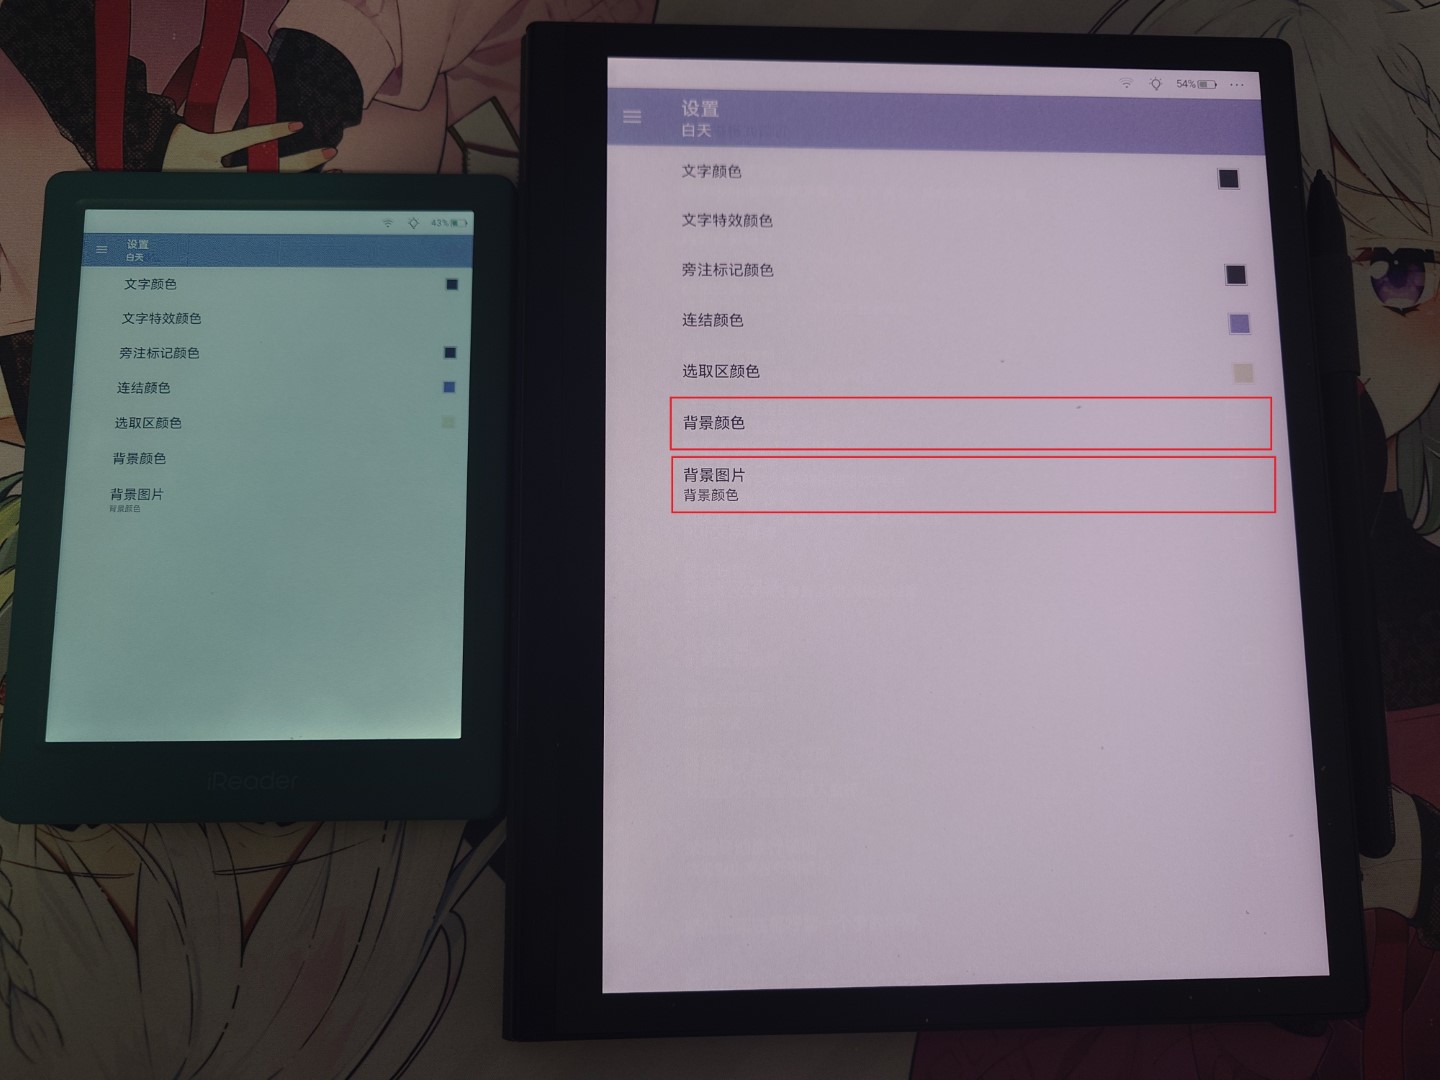 43%
设置
白天
文字颜色
文字特效颜色
旁注标记颜色
连结颜色
选取区颜色
背景颜色
背景图片
背景颜色
iReader
54%
设置
白天
文字颜色
文字特效颜色
旁注标记颜色
连结颜色
选取区颜色
背景颜色
背景图片
背景颜色